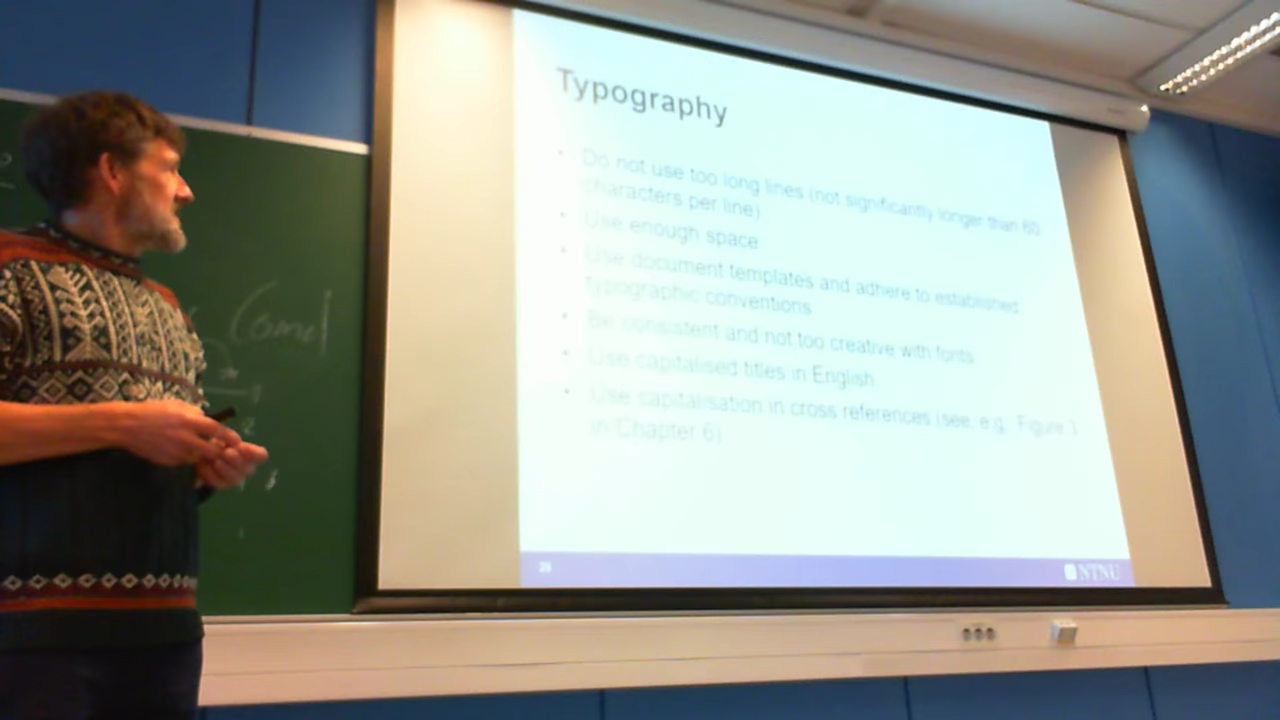 Typography
• Do not use too long lines (not significantly longer than 60
characters per line)
• Use enough space
• Use document templates and adhere to established
typographic conventions
• Be consistent and not too creative with fonts
• Use capitalised titles in English
• Use capitalisation in cross references (see, e.g., Figure 3
in Chapter 6)
NTNU